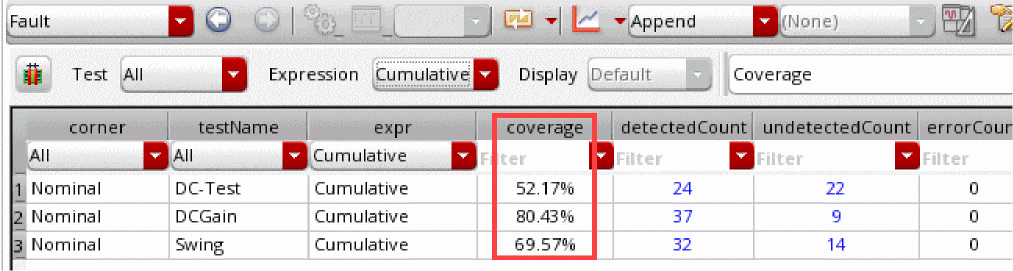 Fault Append (None)
Test All Expression Cumulative Display Default Coverage
corner testName expr coverage detectedCount undetectedCount errorCour
All All Cumulative Filter Filter Filter Filter
1 Nominal DC-Test Cumulative 52.17% 24 22 0
2 Nominal DCGain Cumulative 80.43% 37 9 0
3 Nominal Swing Cumulative 69.57% 32 14 0